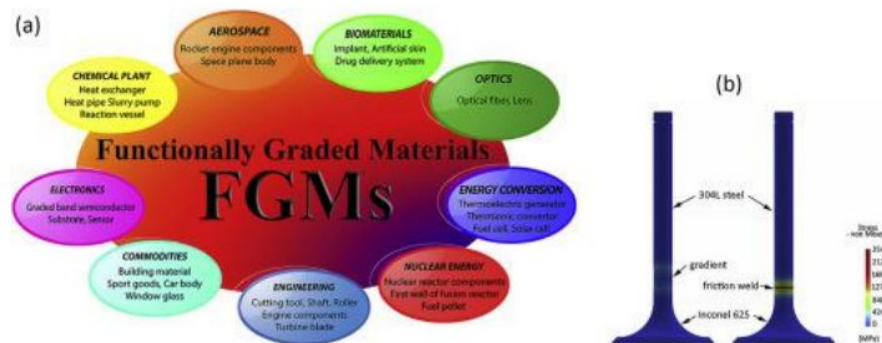 (a)
AEROSPACE
Rocket engine components
Space plane body
BIOMATERIALS
Implant, Artificial skin
Drug delivery system
CHEMICAL PLANT
Heat exchanger
Heat pipe Slurry pump
Reaction vessel
OPTICS
Optical fiber, Lens
Functionally Graded Materials
FGMs
ELECTRONICS
Graded band semiconductor
Substrate, Sensor
ENERGY CONVERSION
Thermoelectric generator
Thermionic convertor
Fuel cell, Solar cell
COMMODITIES
Building material
Sport goods, Car body
Window glass
ENGINEERING
Cutting tool, Shaft, Roller
Engine components
Turbine blade
NUCLEAR ENERGY
Nuclear reactor components
First wall of fusion reactor
Fuel pellet
(b)
304L steel
gradient
friction weld
Inconel 625
Stress
[MPa]